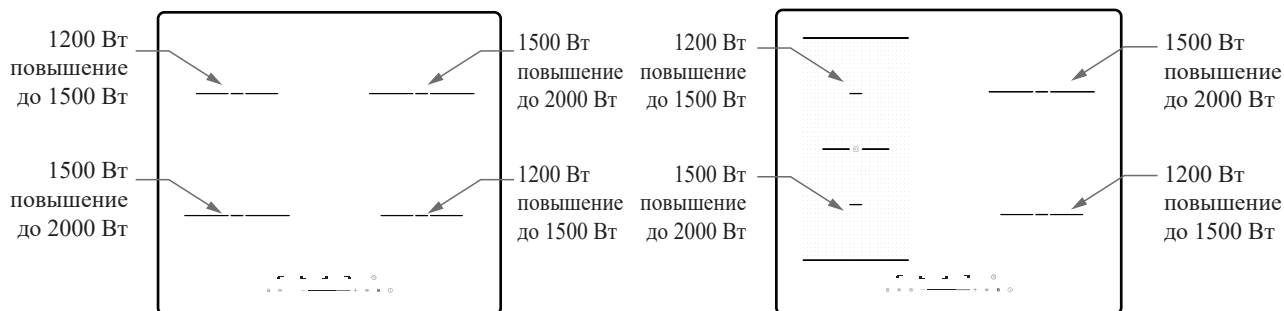 1200 Вт
повышение
до 1500 Вт
1500 Вт
повышение
до 2000 Вт
1500 Вт
повышение
до 2000 Вт
1200 Вт
повышение
до 1500 Вт
1200 Вт
повышение
до 1500 Вт
1500 Вт
повышение
до 2000 Вт
1500 Вт
повышение
до 2000 Вт
1200 Вт
повышение
до 1500 Вт